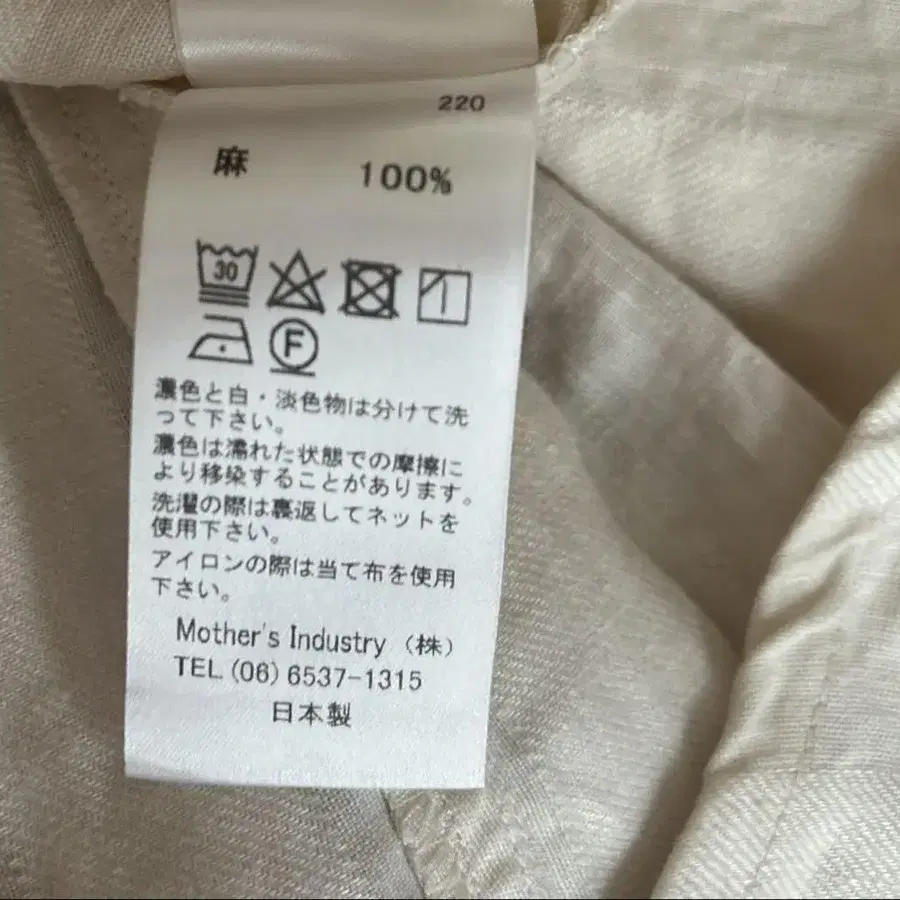 220
麻 100%
30
F
濃色と白・淡色物は分けて洗
って下さい。
濃色は濡れた状態での摩擦に
より移染することがあります。
洗濯の際は裏返してネットを
使用下さい。
アイロンの際は当て布を使用
下さい。
Mother's Industry (株)
TEL (06) 6537-1315
日本製